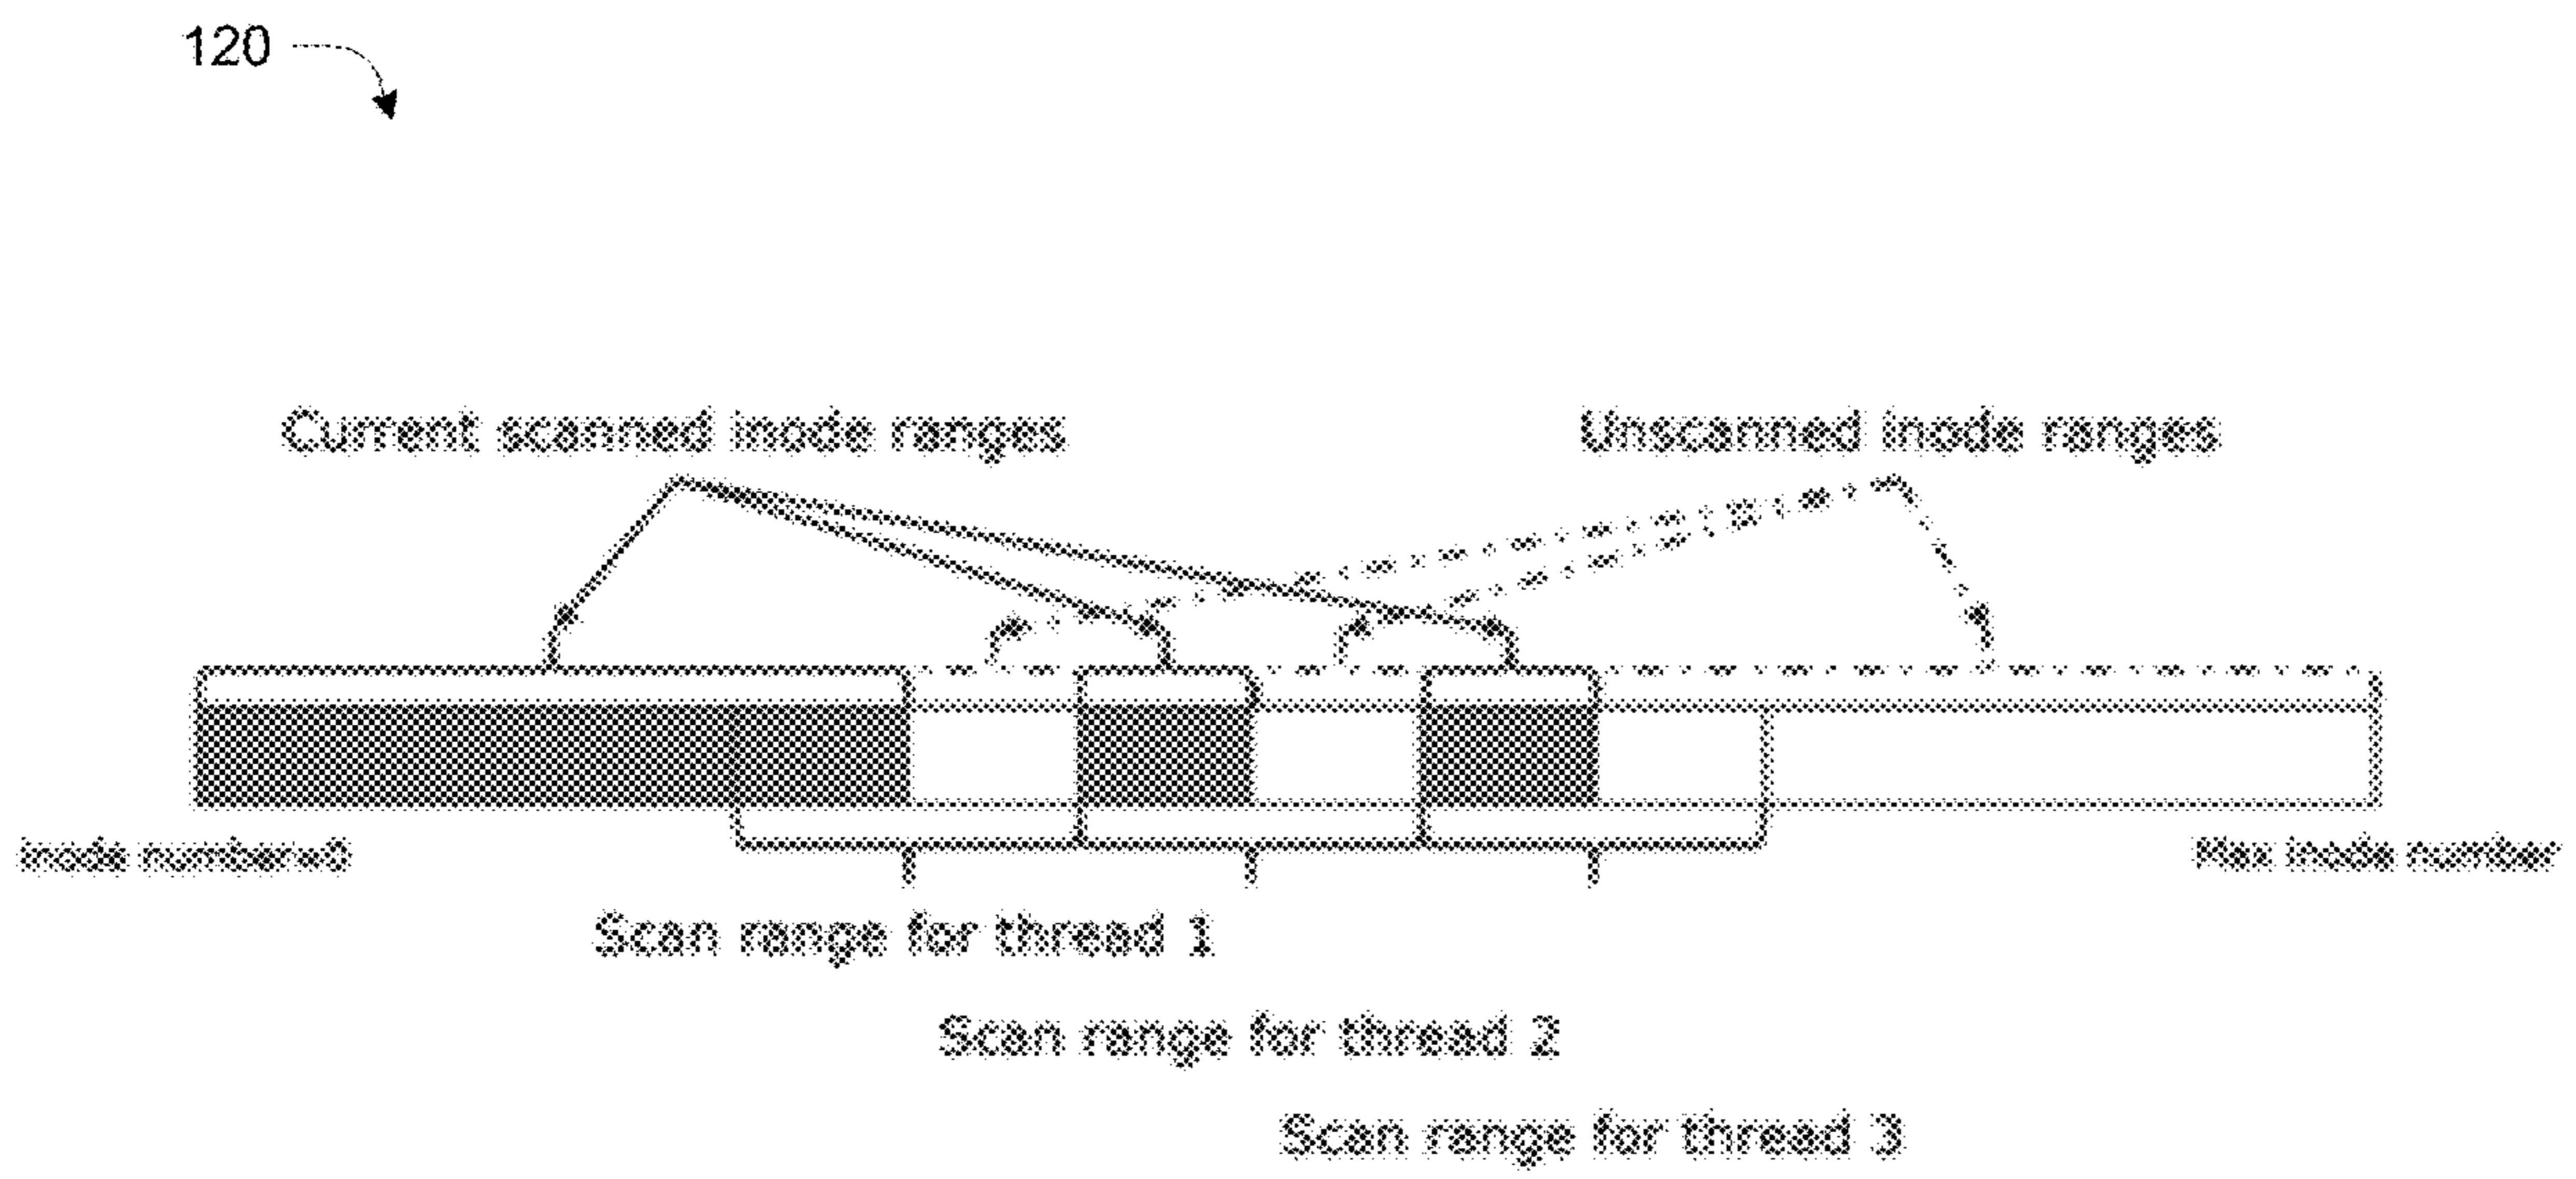 120
Current scanned inode ranges
Unscanned inode ranges
inode number=0
Max inode number
Scan range for thread 1
Scan range for thread 2
Scan range for thread 3